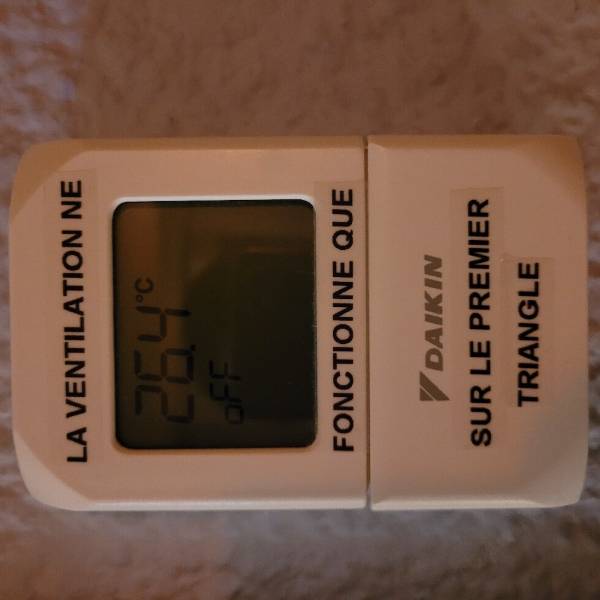 LA VENTILATION NE
26.4°C
oFF
FONCTIONNE QUE
DAIKIN
SUR LE PREMIER
TRIANGLE